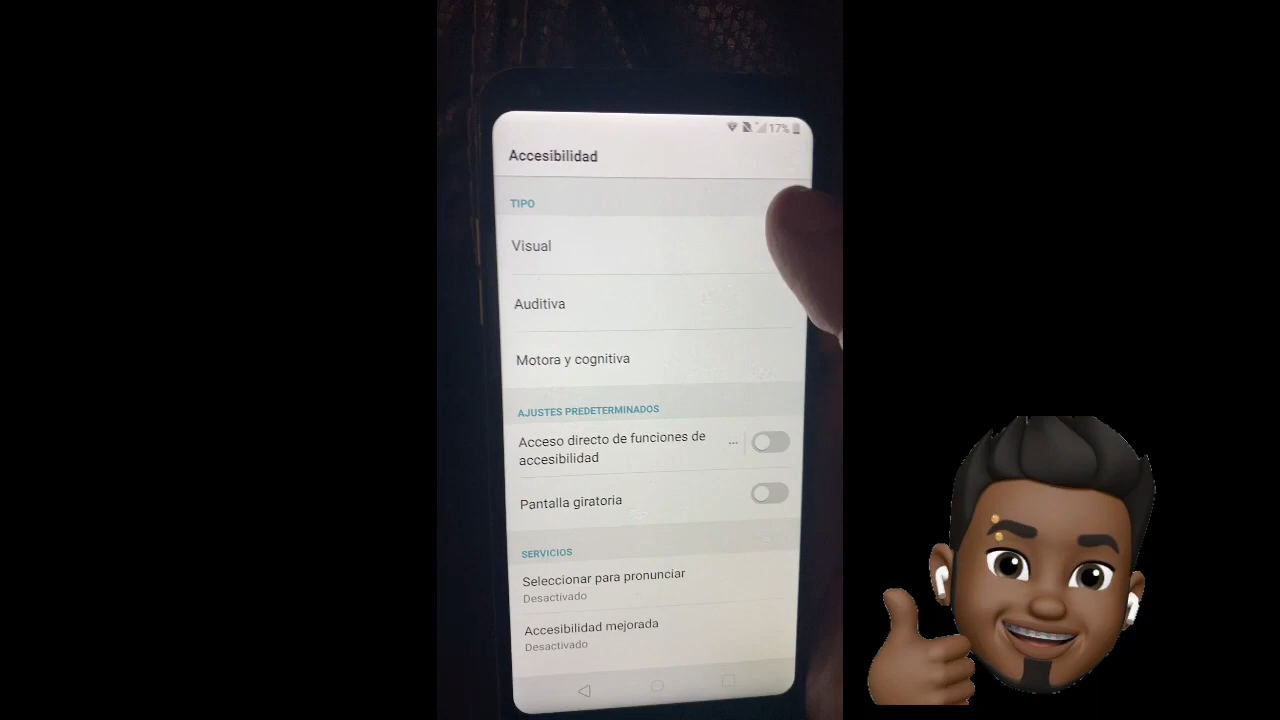 17%
Accesibilidad
TIPO
Visual
Auditiva
Motora y cognitiva
AJUSTES PREDETERMINADOS
Acceso directo de funciones de ...
accesibilidad
Pantalla giratoria
SERVICIOS
Seleccionar para pronunciar
Desactivado
Accesibilidad mejorada
Desactivado